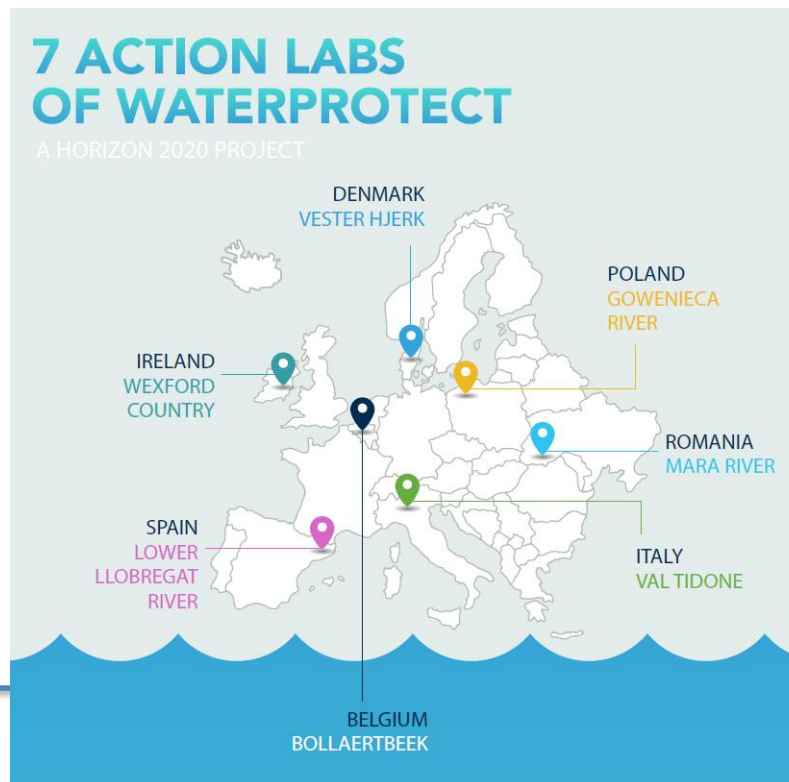 7 ACTION LABS
OF WATERPROTECT
A HORIZON 2020 PROJECT
DENMARK
VESTER HJERK
POLAND
GOWENIECA
RIVER
IRELAND
WEXFORD
COUNTRY
ROMANIA
MARA RIVER
SPAIN
LOWER
LLOBREGAT
RIVER
ITALY
VAL TIDONE
BELGIUM
BOLLAERTBEEK